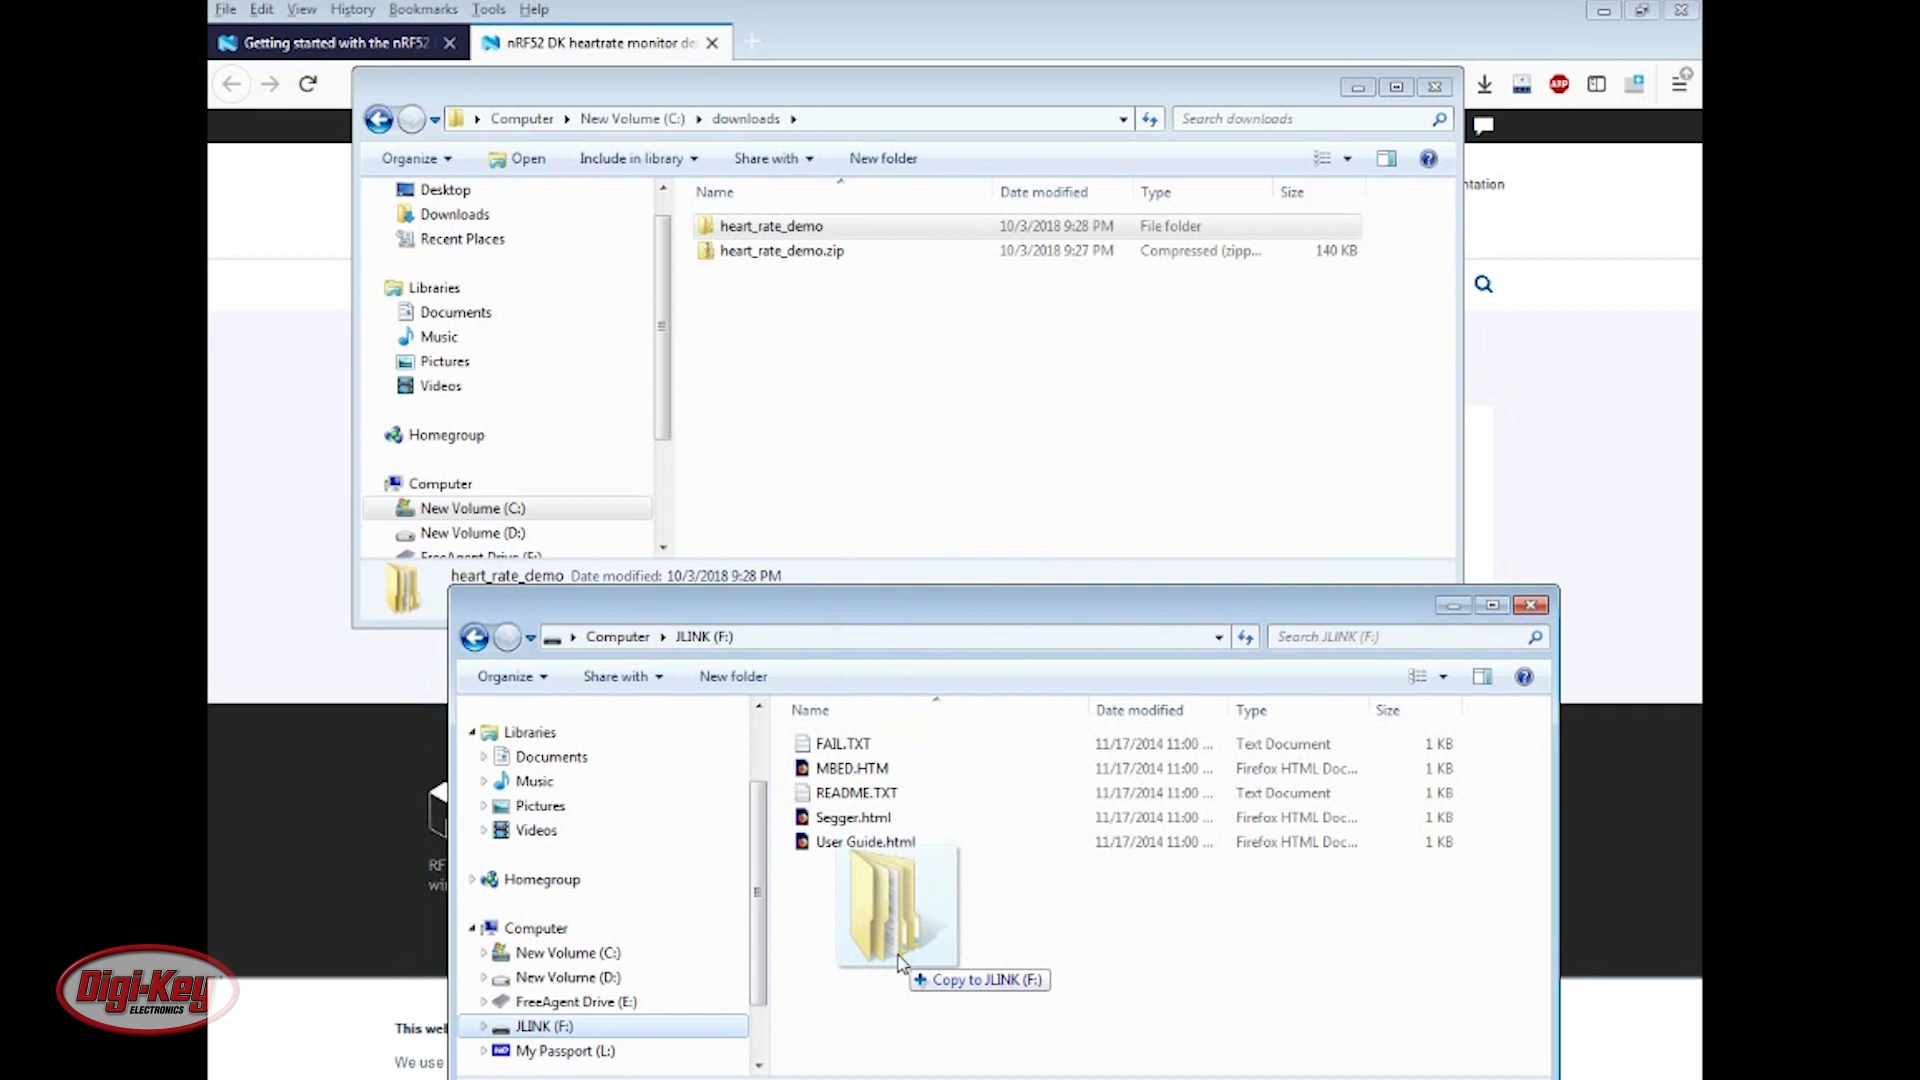 File Edit View History Bookmarks Tools Help
Getting started with the nRF52
nRF52 DK heartrate monitor de
ABP
Computer New Volume (C:) downloads
Search downloads
Organize Open Include in library Share with New folder
ntation
Desktop
Downloads
Recent Places
Libraries
Documents
Music
Pictures
Videos
Homegroup
Computer
New Volume (C:)
New Volume (D:)
FreeAgent Drive (E:)
Name Date modified Type Size
heart_rate_demo 10/3/2018 9:28 PM File folder
heart_rate_demo.zip 10/3/2018 9:27 PM Compressed (zipp... 140 KB
heart_rate_demo Date modified: 10/3/2018 9:28 PM
Computer JLINK (F:)
Search JLINK (F:)
Organize Share with New folder
Libraries
Documents
Music
Pictures
Videos
Homegroup
Computer
New Volume (C:)
New Volume (D:)
FreeAgent Drive (E:)
JLINK (F:)
My Passport (L:)
Name Date modified Type Size
FAIL.TXT 11/17/2014 11:00 ... Text Document 1 KB
MBED.HTM 11/17/2014 11:00 ... Firefox HTML Doc... 1 KB
README.TXT 11/17/2014 11:00 ... Text Document 1 KB
Segger.html 11/17/2014 11:00 ... Firefox HTML Doc... 1 KB
User Guide.html 11/17/2014 11:00 ... Firefox HTML Doc... 1 KB
Copy to JLINK (F:)
RF
wi
This we
We use
Digi-Key
ELECTRONICS